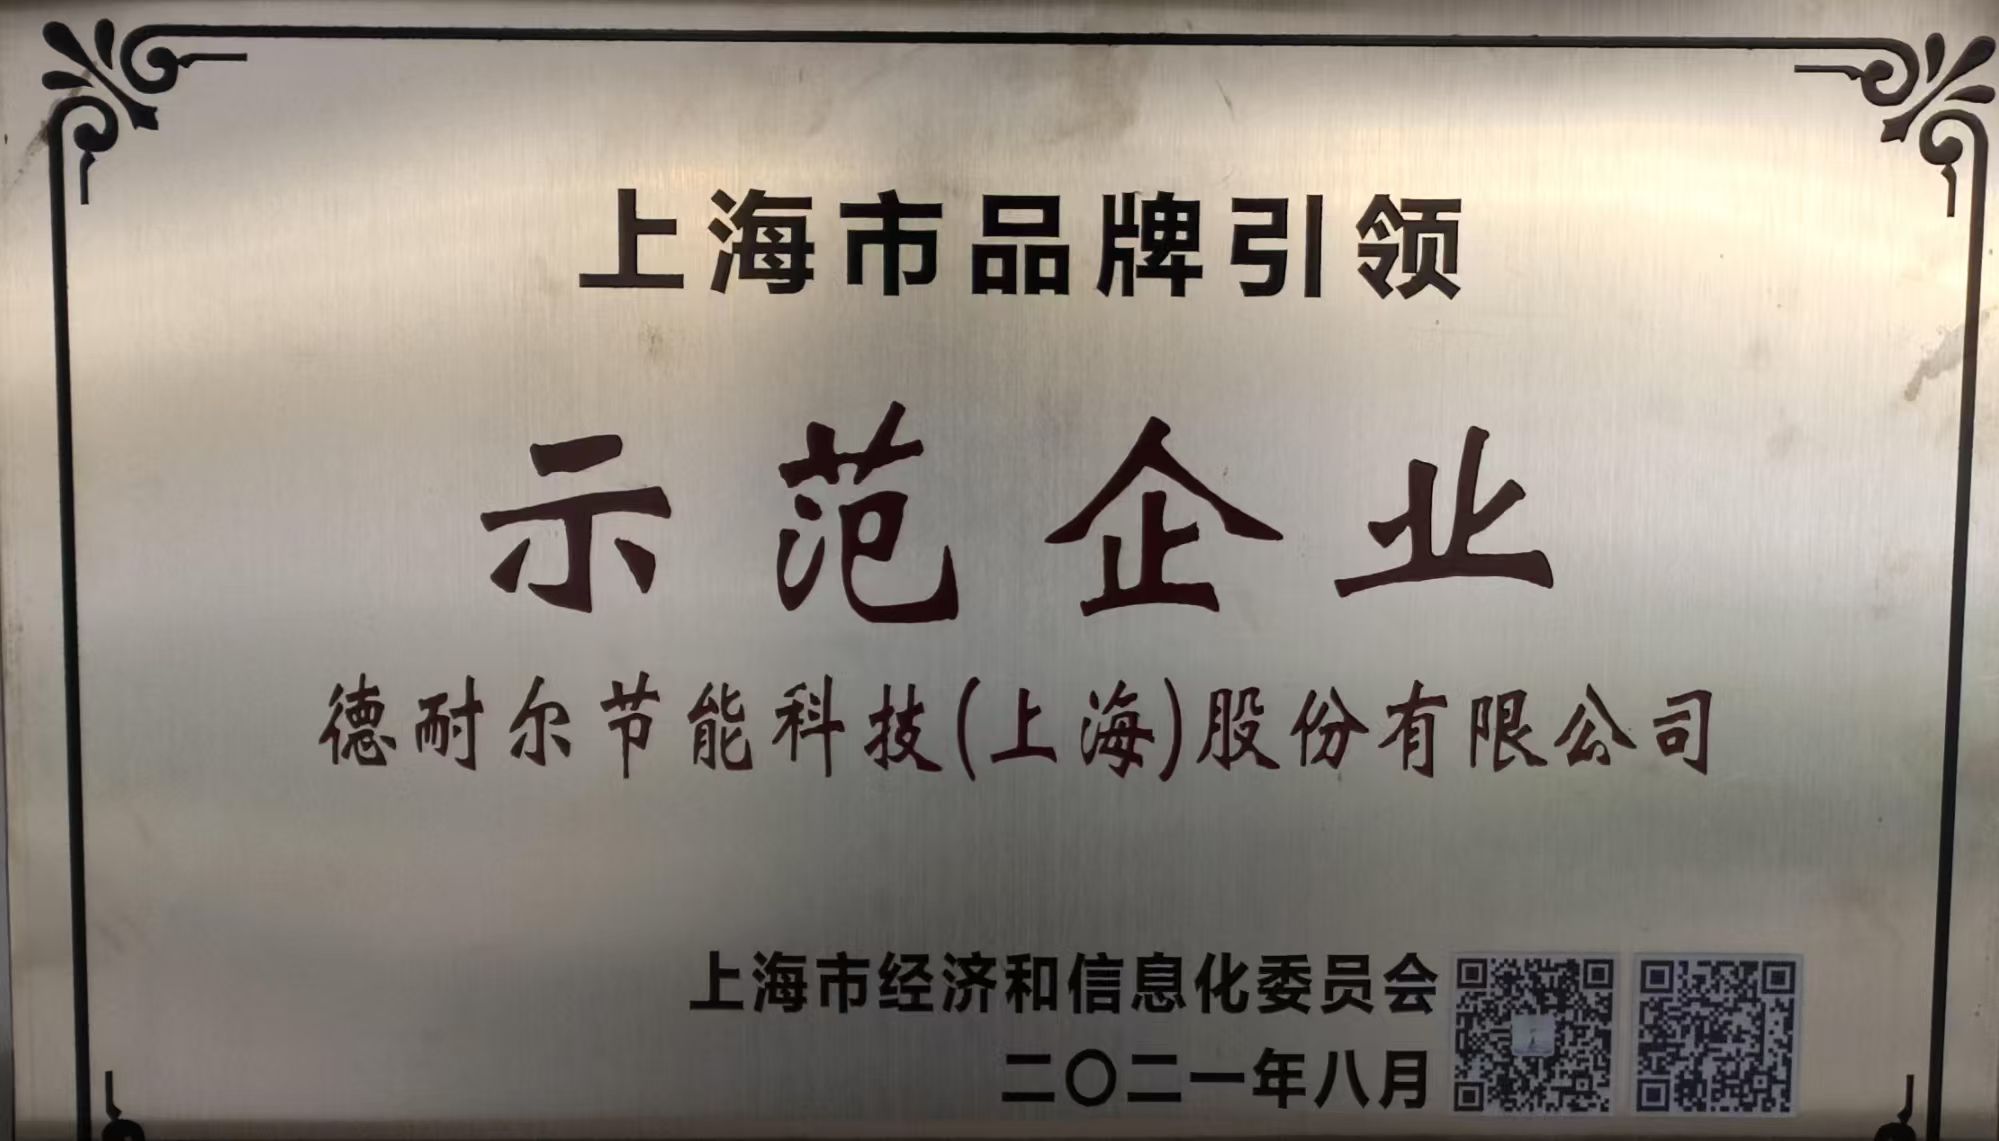 上海市品牌引领
示范企业
德耐尔节能科技(上海)股份有限公司
上海市经济和信息化委员会
二〇二一年八月